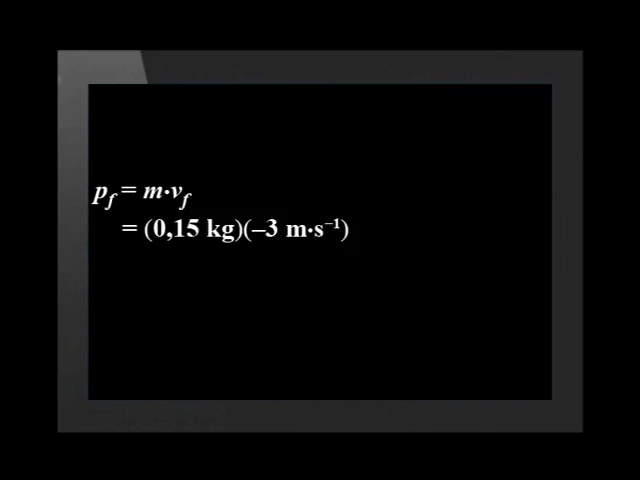 p_f = m·v_f
= (0,15 kg)(–3 m·s⁻¹)